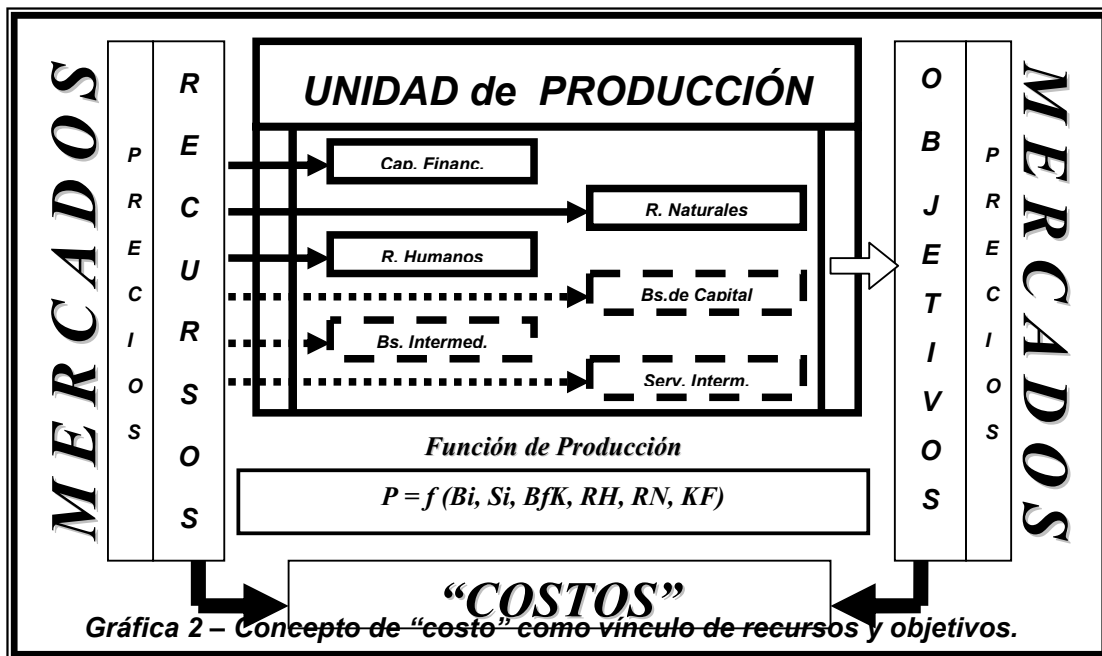 MERCADOS
PRECIOS
RECURSOS
UNIDAD de PRODUCCIÓN
Cap. Financ.
R. Naturales
R. Humanos
Bs.de Capital
Bs. Intermed.
Serv. Interm.
OBJETIVOS
PRECIOS
MERCADOS
Función de Producción
P = f (Bi, Si, BfK, RH, RN, KF)
“COSTOS”
Gráfica 2 – Concepto de “costo” como vínculo de recursos y objetivos.